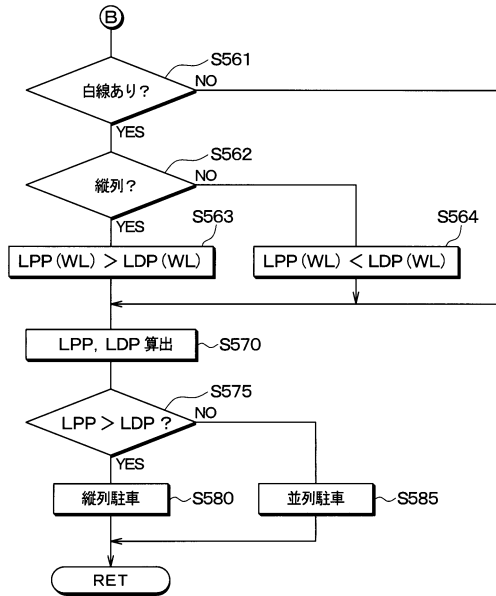 B
S561
白線あり?
NO
YES
S562
縦列?
NO
YES
S563
LPP(WL) > LDP(WL)
S564
LPP(WL) < LDP(WL)
LPP, LDP 算出
S570
S575
LPP > LDP ?
NO
YES
縦列駐車
S580
並列駐車
S585
RET